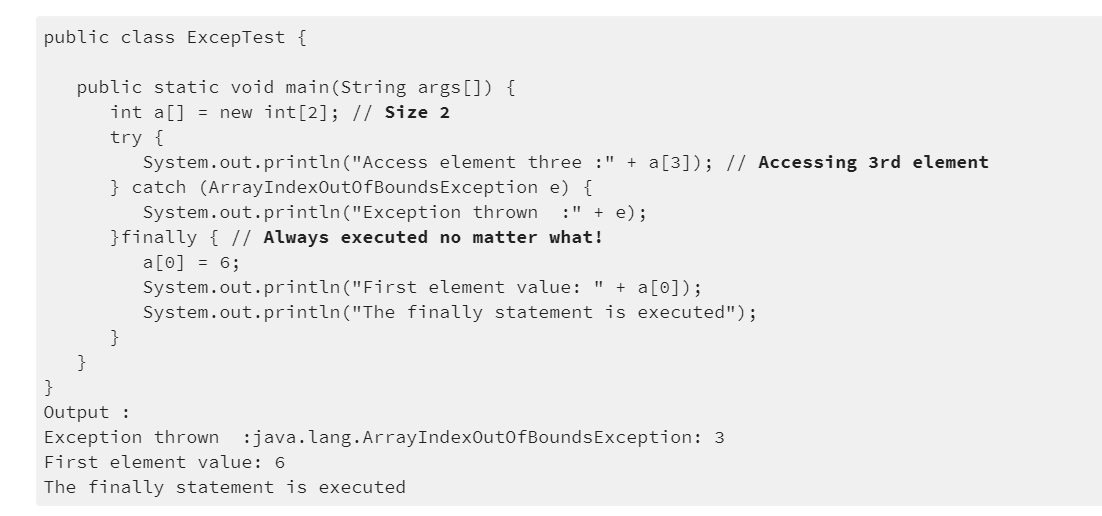 public class ExcepTest {
public static void main(String args[]) {
int a[] = new int[2]; // Size 2
try {
System.out.println("Access element three :" + a[3]); // Accessing 3rd element
} catch (ArrayIndexOutOfBoundsException e) {
System.out.println("Exception thrown  :" + e);
}finally { // Always executed no matter what!
a[0] = 6;
System.out.println("First element value: " + a[0]);
System.out.println("The finally statement is executed");
}
}
}
Output :
Exception thrown  :java.lang.ArrayIndexOutOfBoundsException: 3
First element value: 6
The finally statement is executed